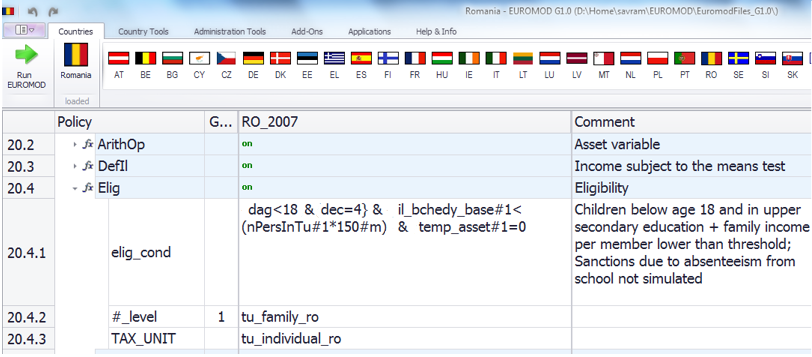 Romania - EUROMOD G1.0 (D:\Home\savram\EUROMOD\EuromodFiles_G1.0\)
Countries Country Tools Administration Tools Add-Ons Applications Help & Info
Run EUROMOD
Romania
loaded
AT BE BG CY CZ DE DK EE EL ES FI FR HU IE IT LT LU LV MT NL PL PT RO SE SI SK
Policy G... RO_2007 Comment
20.2 fx ArithOp on Asset variable
20.3 fx DefIl on Income subject to the means test
20.4 fx Elig on Eligibility
20.4.1 elig_cond
dag<18 & dec=4} & il_bchedy_base#1<
(nPersInTu#1*150#m) & temp_asset#1=0
Children below age 18 and in upper
secondary education + family income
per member lower than threshold;
Sanctions due to absenteeism from
school not simulated
20.4.2 #_level 1 tu_family_ro
20.4.3 TAX_UNIT tu_individual_ro